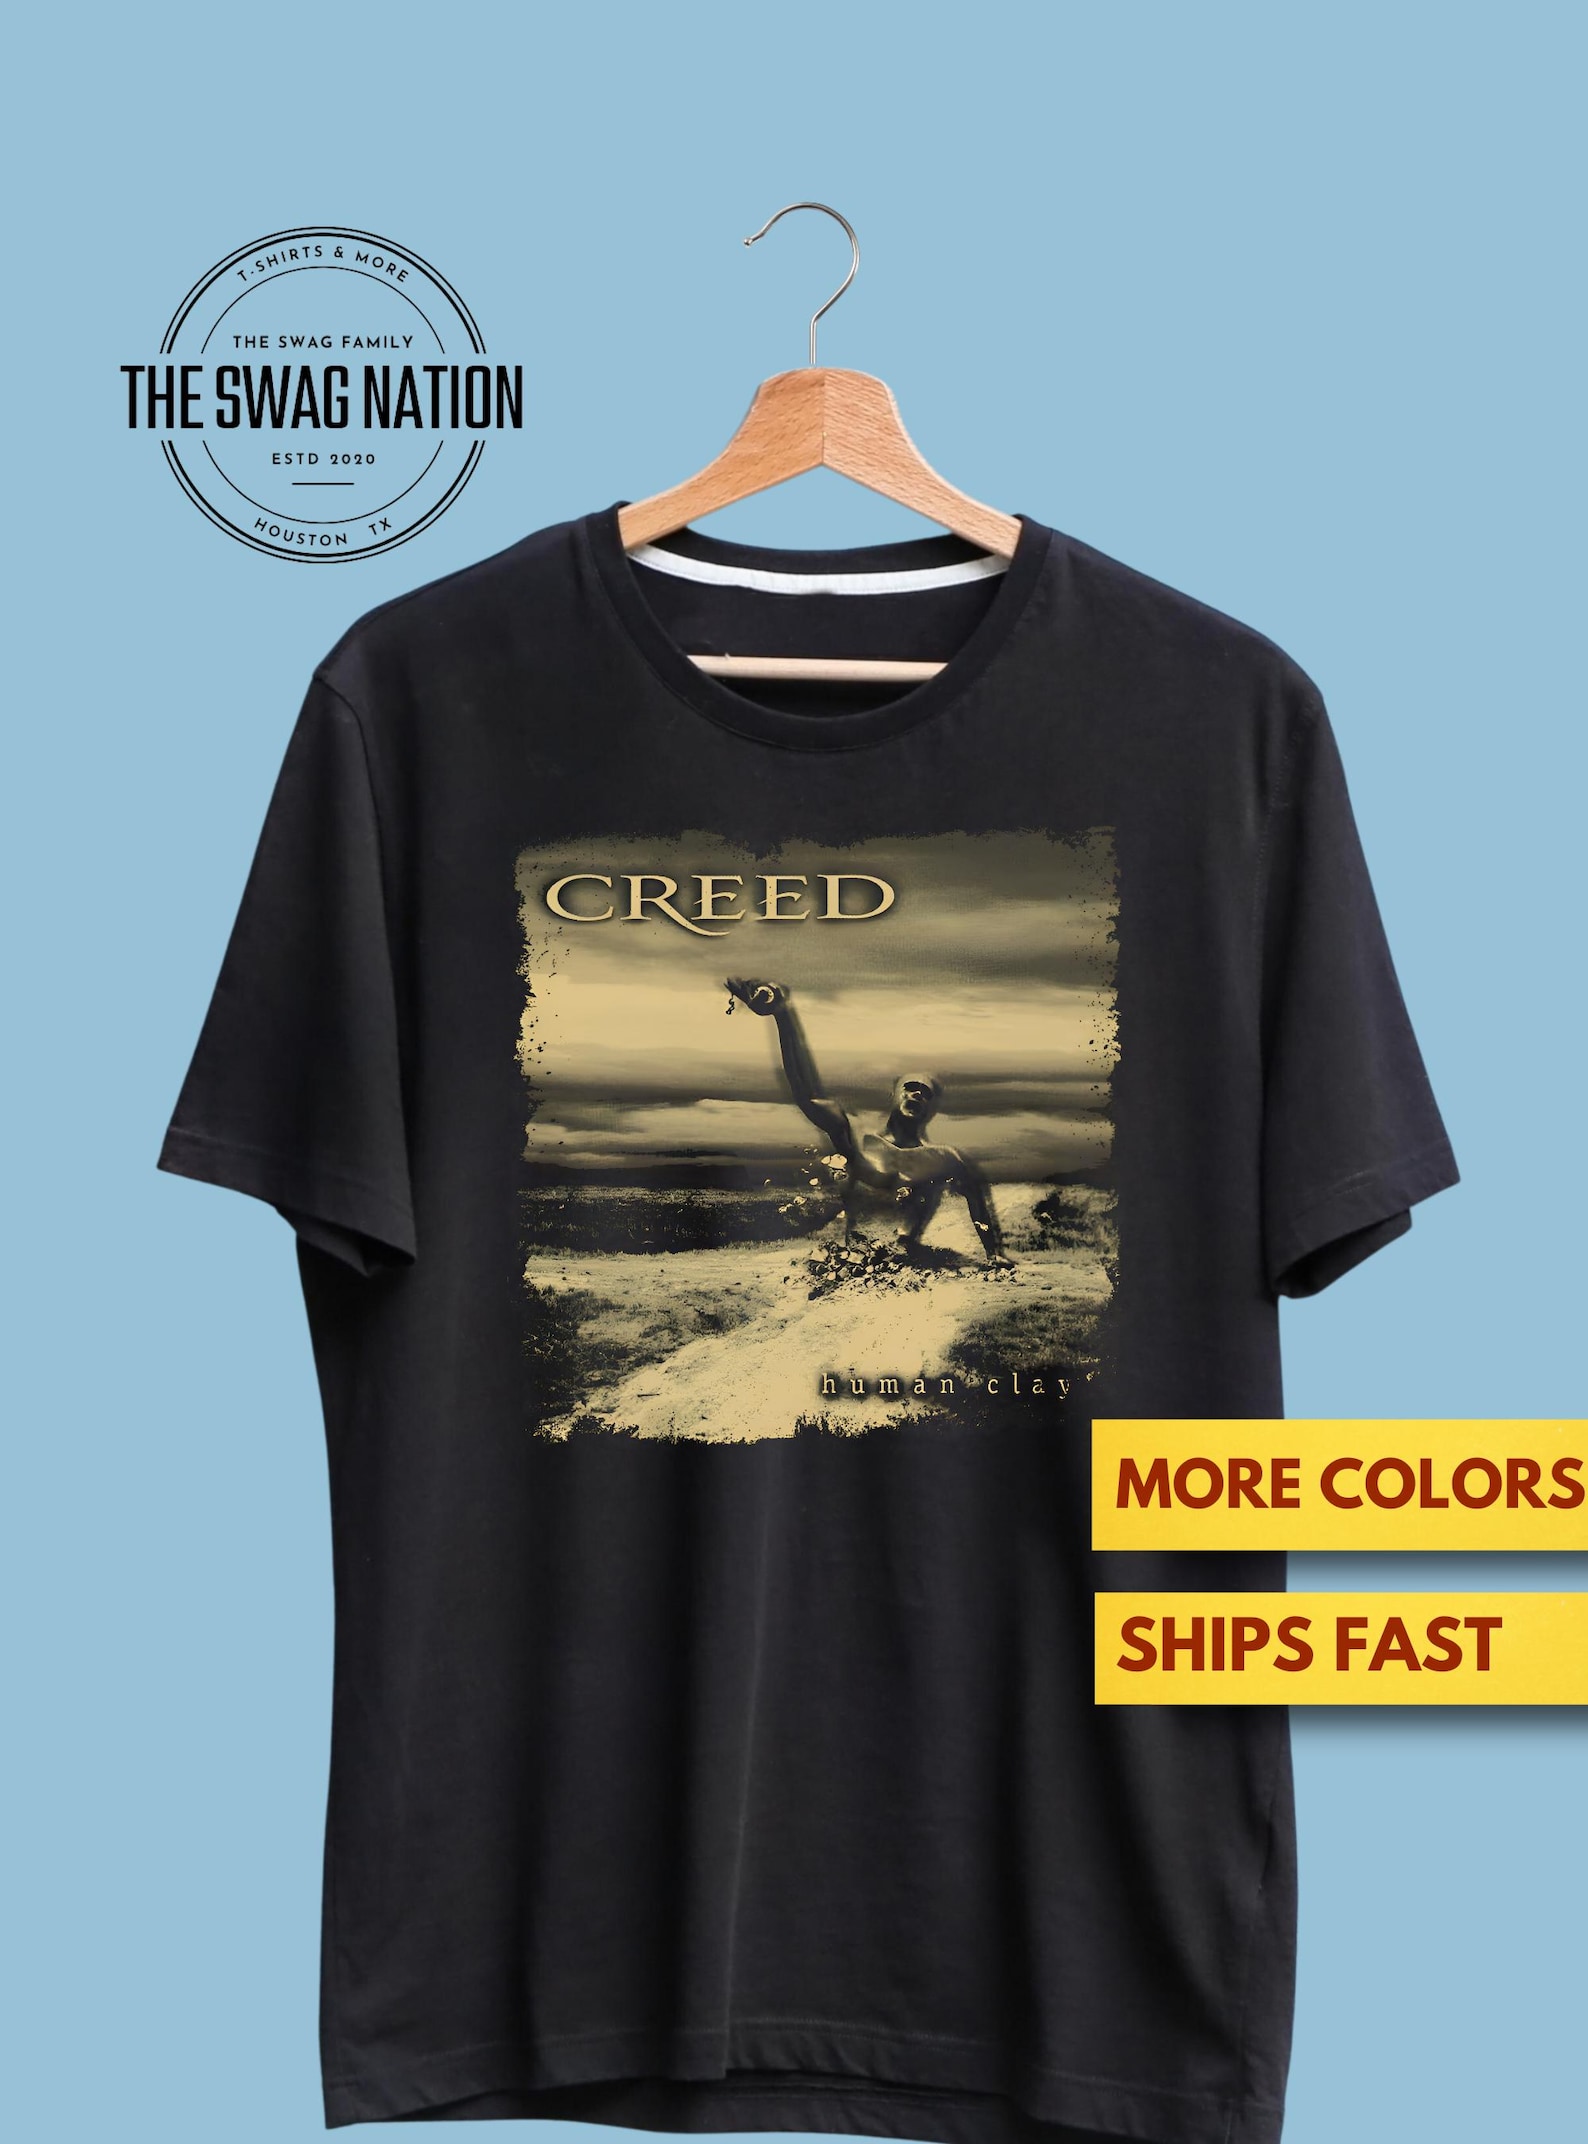 T-SHIRTS & MORE
THE SWAG FAMILY
THE SWAG NATION
ESTD 2020
HOUSTON TX
CREED
human clay
MORE COLORS
SHIPS FAST